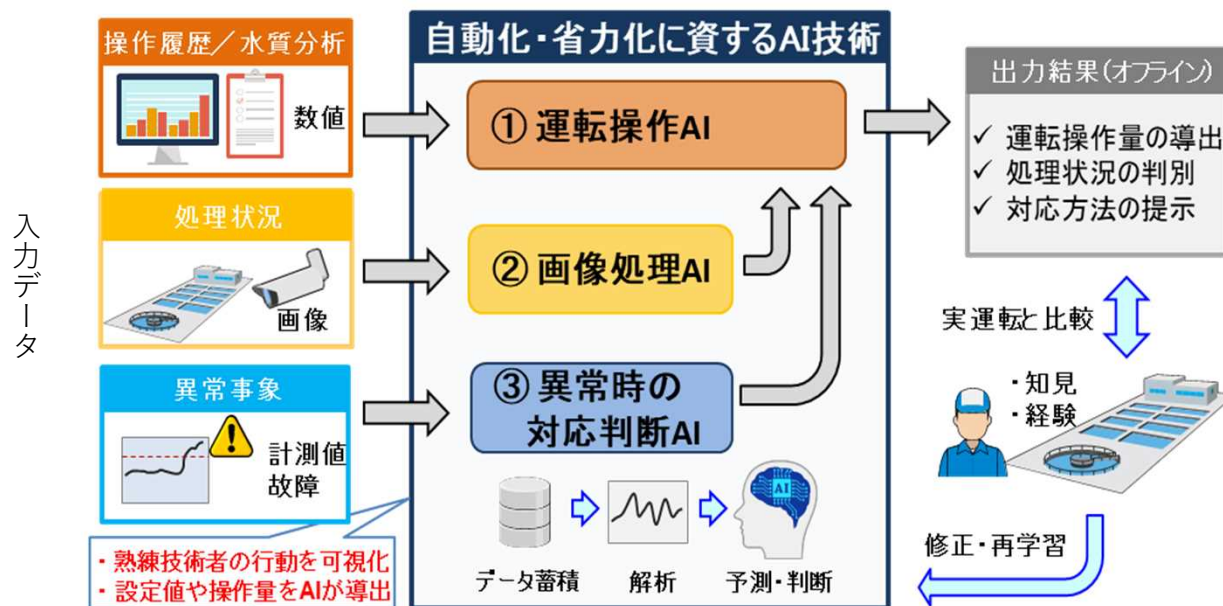 入力データ
操作履歴／水質分析
数値
処理状況
画像
異常事象
計測値
故障
・熟練技術者の行動を可視化
・設定値や操作量をAIが導出
自動化・省力化に資するAI技術
① 運転操作AI
② 画像処理AI
③ 異常時の
対応判断AI
AI
データ蓄積
解析
予測・判断
出力結果(オフライン)
✓ 運転操作量の導出
✓ 処理状況の判別
✓ 対応方法の提示
実運転と比較
・知見
・経験
修正・再学習